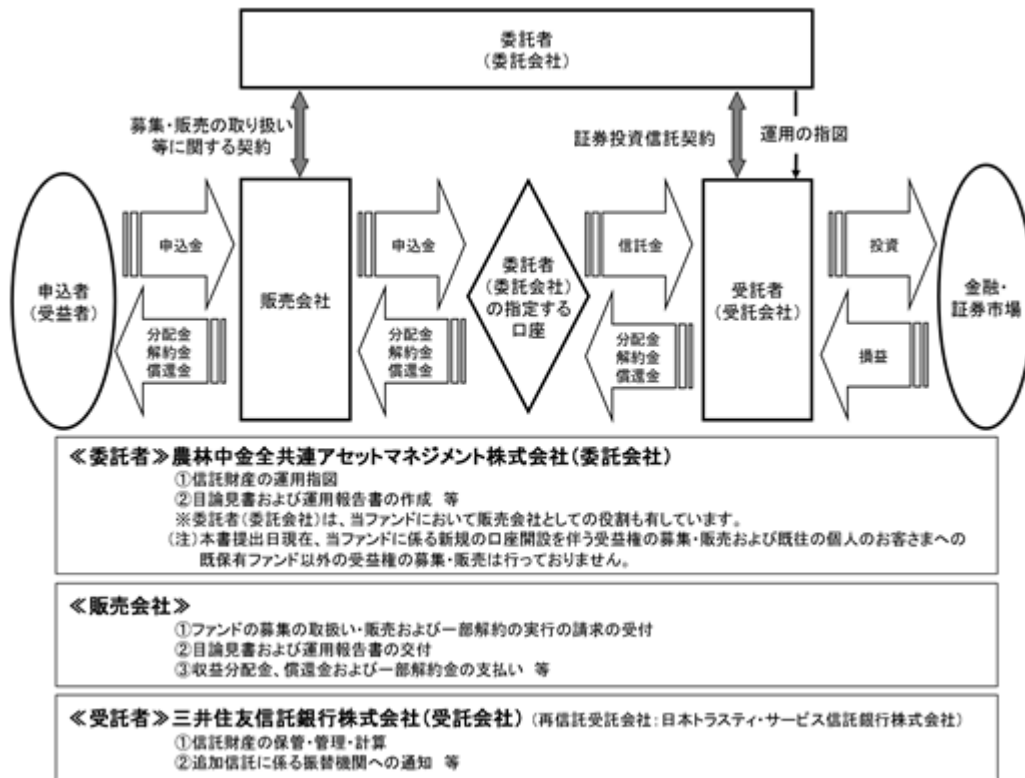 委託者
(委託会社)
募集・販売の取り扱い
等に関する契約
証券投資信託契約
運用の指図
申込金
申込金
信託金
投資
申込者
(受益者)
販売会社
委託者
(委託会社)
の指定する
口座
受託者
(受託会社)
金融・
証券市場
分配金
解約金
償還金
分配金
解約金
償還金
分配金
解約金
償還金
損益
≪委託者≫農林中金全共連アセットマネジメント株式会社(委託会社)
①信託財産の運用指図
②目論見書および運用報告書の作成 等
※委託者(委託会社)は、当ファンドにおいて販売会社としての役割も有しています。
(注)本書提出日現在、当ファンドに係る新規の口座開設を伴う受益権の募集・販売および既往の個人のお客さまへの
既保有ファンド以外の受益権の募集・販売は行っておりません。
≪販売会社≫
①ファンドの募集の取扱い・販売および一部解約の実行の請求の受付
②目論見書および運用報告書の交付
③収益分配金、償還金および一部解約金の支払い 等
≪受託者≫三井住友信託銀行株式会社(受託会社) (再信託受託会社:日本トラスティ・サービス信託銀行株式会社)
①信託財産の保管・管理・計算
②追加信託に係る振替機関への通知 等